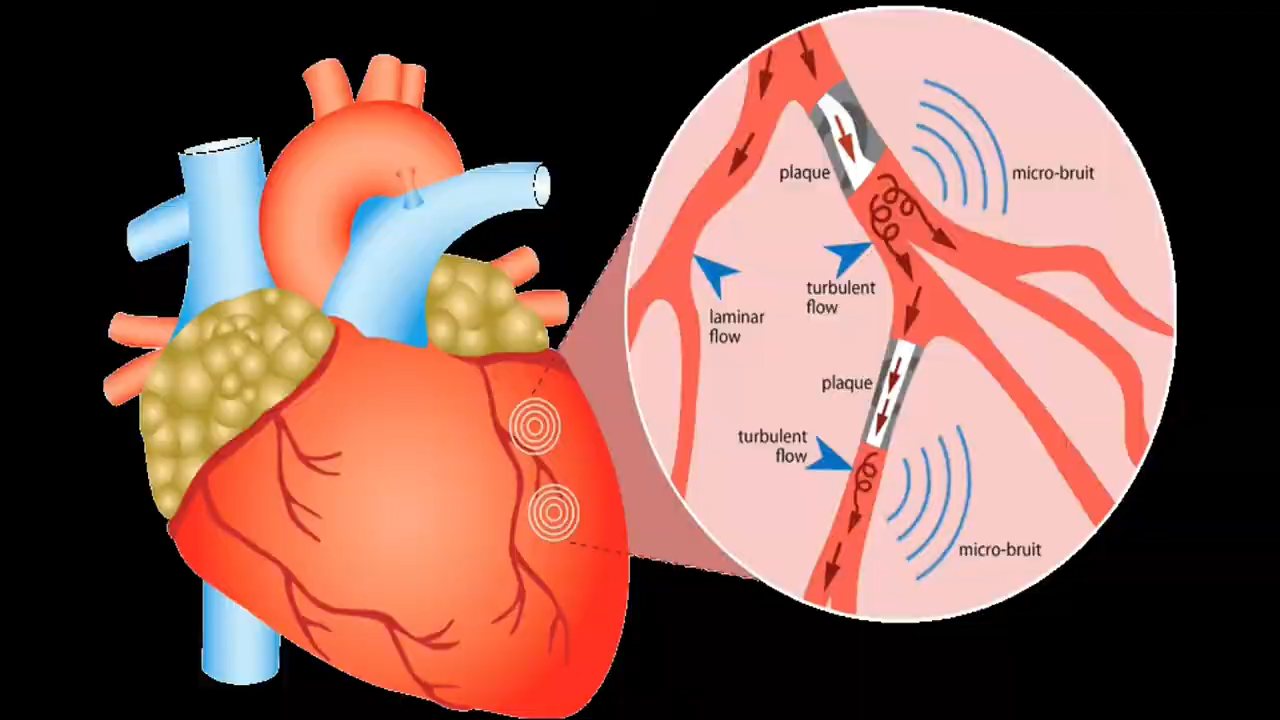 plaque
micro-bruit
laminar
flow
turbulent
flow
plaque
turbulent
flow
micro-bruit